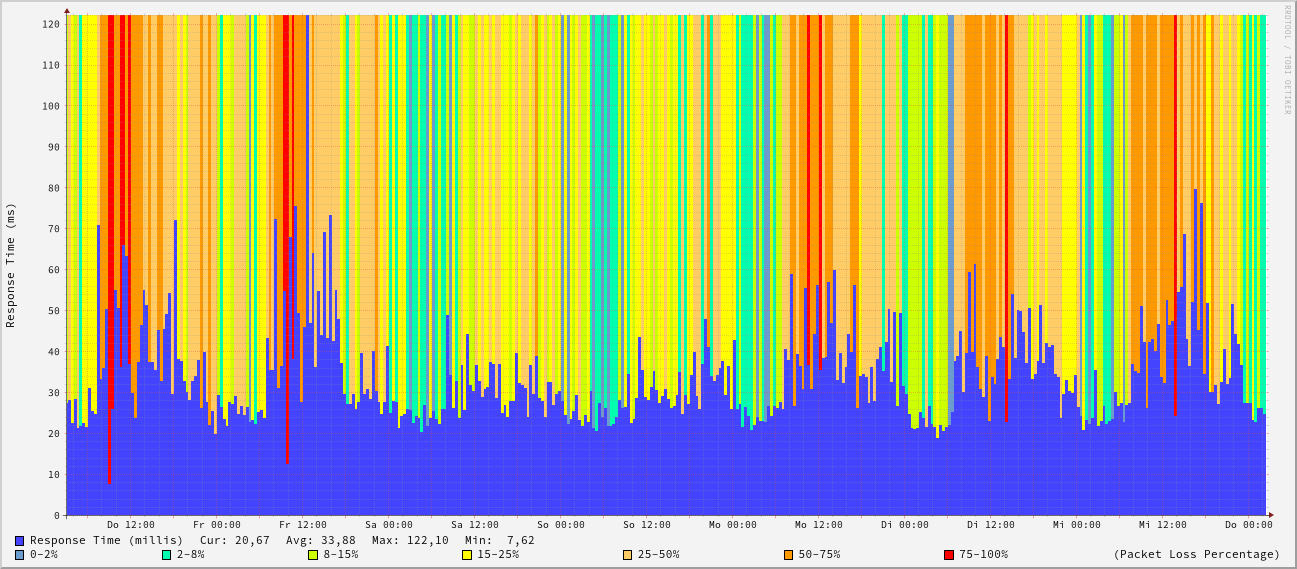 RRDTOOL / TOBI OETIKER
Response Time (ms)
120
110
100
90
80
70
60
50
40
30
20
10
0
Do 12:00 Fr 00:00 Fr 12:00 Sa 00:00 Sa 12:00 So 00:00 So 12:00 Mo 00:00 Mo 12:00 Di 00:00 Di 12:00 Mi 00:00 Mi 12:00 Do 00:00
Response Time (millis) Cur: 20,67 Avg: 33,88 Max: 122,10 Min: 7,62
0-2% 2-8% 8-15% 15-25% 25-50% 50-75% 75-100% (Packet Loss Percentage)